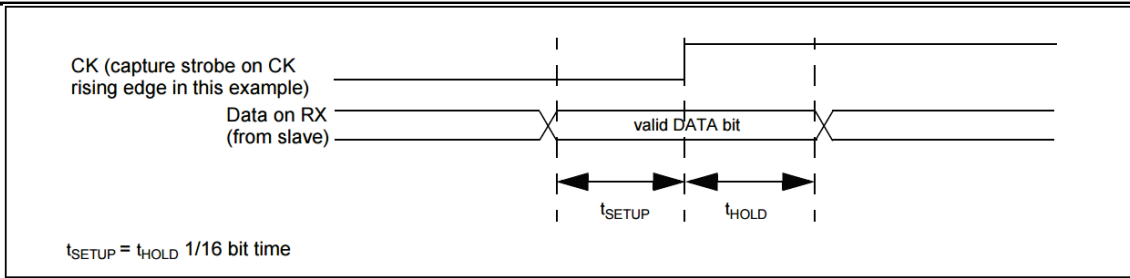 CK (capture strobe on CK
rising edge in this example)
Data on RX
(from slave)
valid DATA bit
tSETUP
tHOLD
tSETUP = tHOLD 1/16 bit time